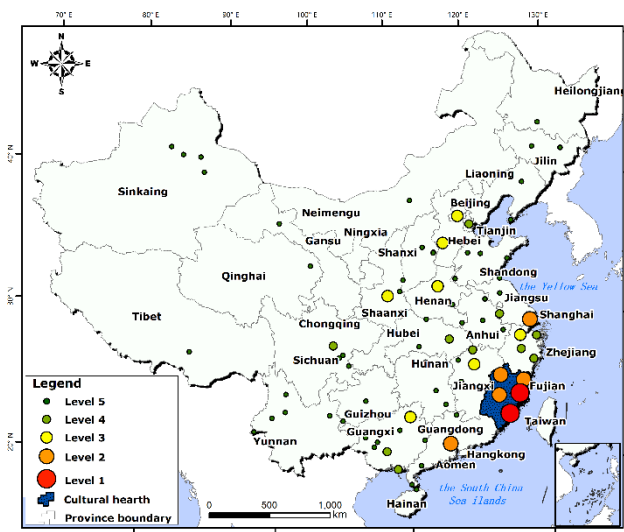 70°E 80°E 90°E 100°E 110°E 120°E 130°E
N
W E
S
Heilongjiang
40°N
Jilin
Liaoning
Sinkaing
Beijing
Neimengu
Tianjin
Ningxia
Hebei
Gansu
Shanxi
Qinghai
Shandong
the Yellow Sea
30°N
Henan
Jiangsu
Shaanxi
Tibet
Shanghai
Chongqing
Hubei
Anhui
Zhejiang
Sichuan
Hunan
Jiangxi
Fujian
Guizhou
Taiwan
Guangxi
Guangdong
Yunnan
20°N
Hangkong
Aomen
the South China
Sea ilands
Hainan
Legend
Level 5
Level 4
Level 3
Level 2
Level 1
Cultural hearth
Province boundary
0 500 1,000
km